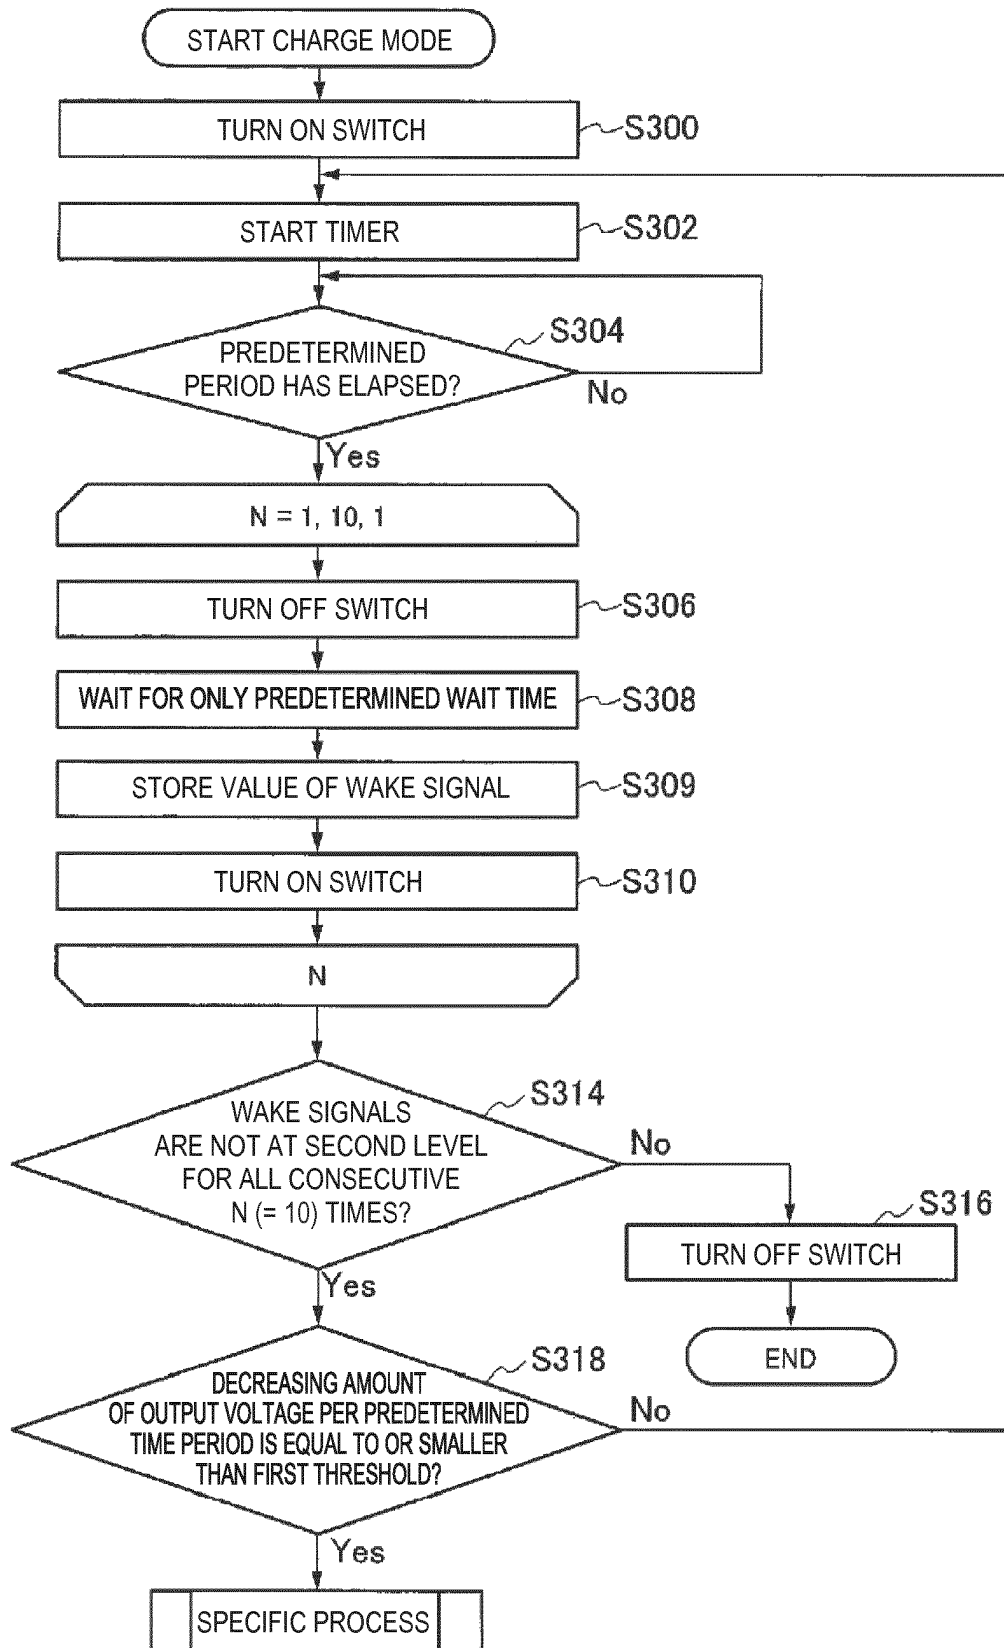 START CHARGE MODE
TURN ON SWITCH
S300
START TIMER
S302
PREDETERMINED
PERIOD HAS ELAPSED?
S304
No
Yes
N = 1, 10, 1
TURN OFF SWITCH
S306
WAIT FOR ONLY PREDETERMINED WAIT TIME
S308
STORE VALUE OF WAKE SIGNAL
S309
TURN ON SWITCH
S310
N
WAKE SIGNALS
ARE NOT AT SECOND LEVEL
FOR ALL CONSECUTIVE
N (= 10) TIMES?
S314
No
Yes
TURN OFF SWITCH
S316
END
DECREASING AMOUNT
OF OUTPUT VOLTAGE PER PREDETERMINED
TIME PERIOD IS EQUAL TO OR SMALLER
THAN FIRST THRESHOLD?
S318
No
Yes
SPECIFIC PROCESS